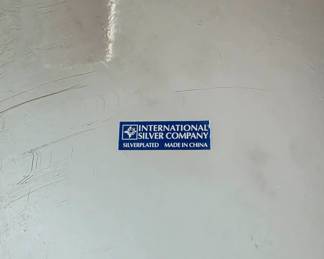 INTERNATIONAL
SILVER COMPANY
SILVERPLATED MADE IN CHINA